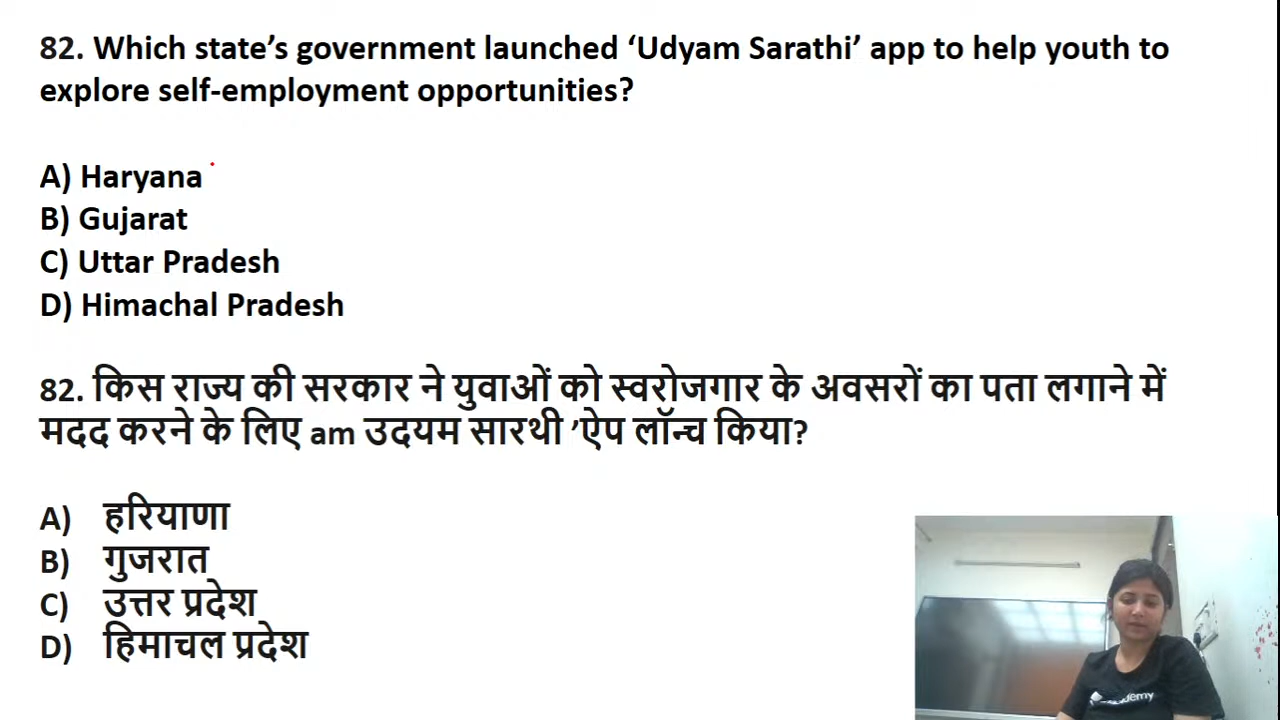 82. Which state’s government launched ‘Udyam Sarathi’ app to help youth to
explore self-employment opportunities?
A) Haryana
B) Gujarat
C) Uttar Pradesh
D) Himachal Pradesh
82. किस राज्य की सरकार ने युवाओं को स्वरोजगार के अवसरों का पता लगाने में
मदद करने के लिए am उदयम सारथी ’ऐप लॉन्च किया?
A) हरियाणा
B) गुजरात
C) उत्तर प्रदेश
D) हिमाचल प्रदेश